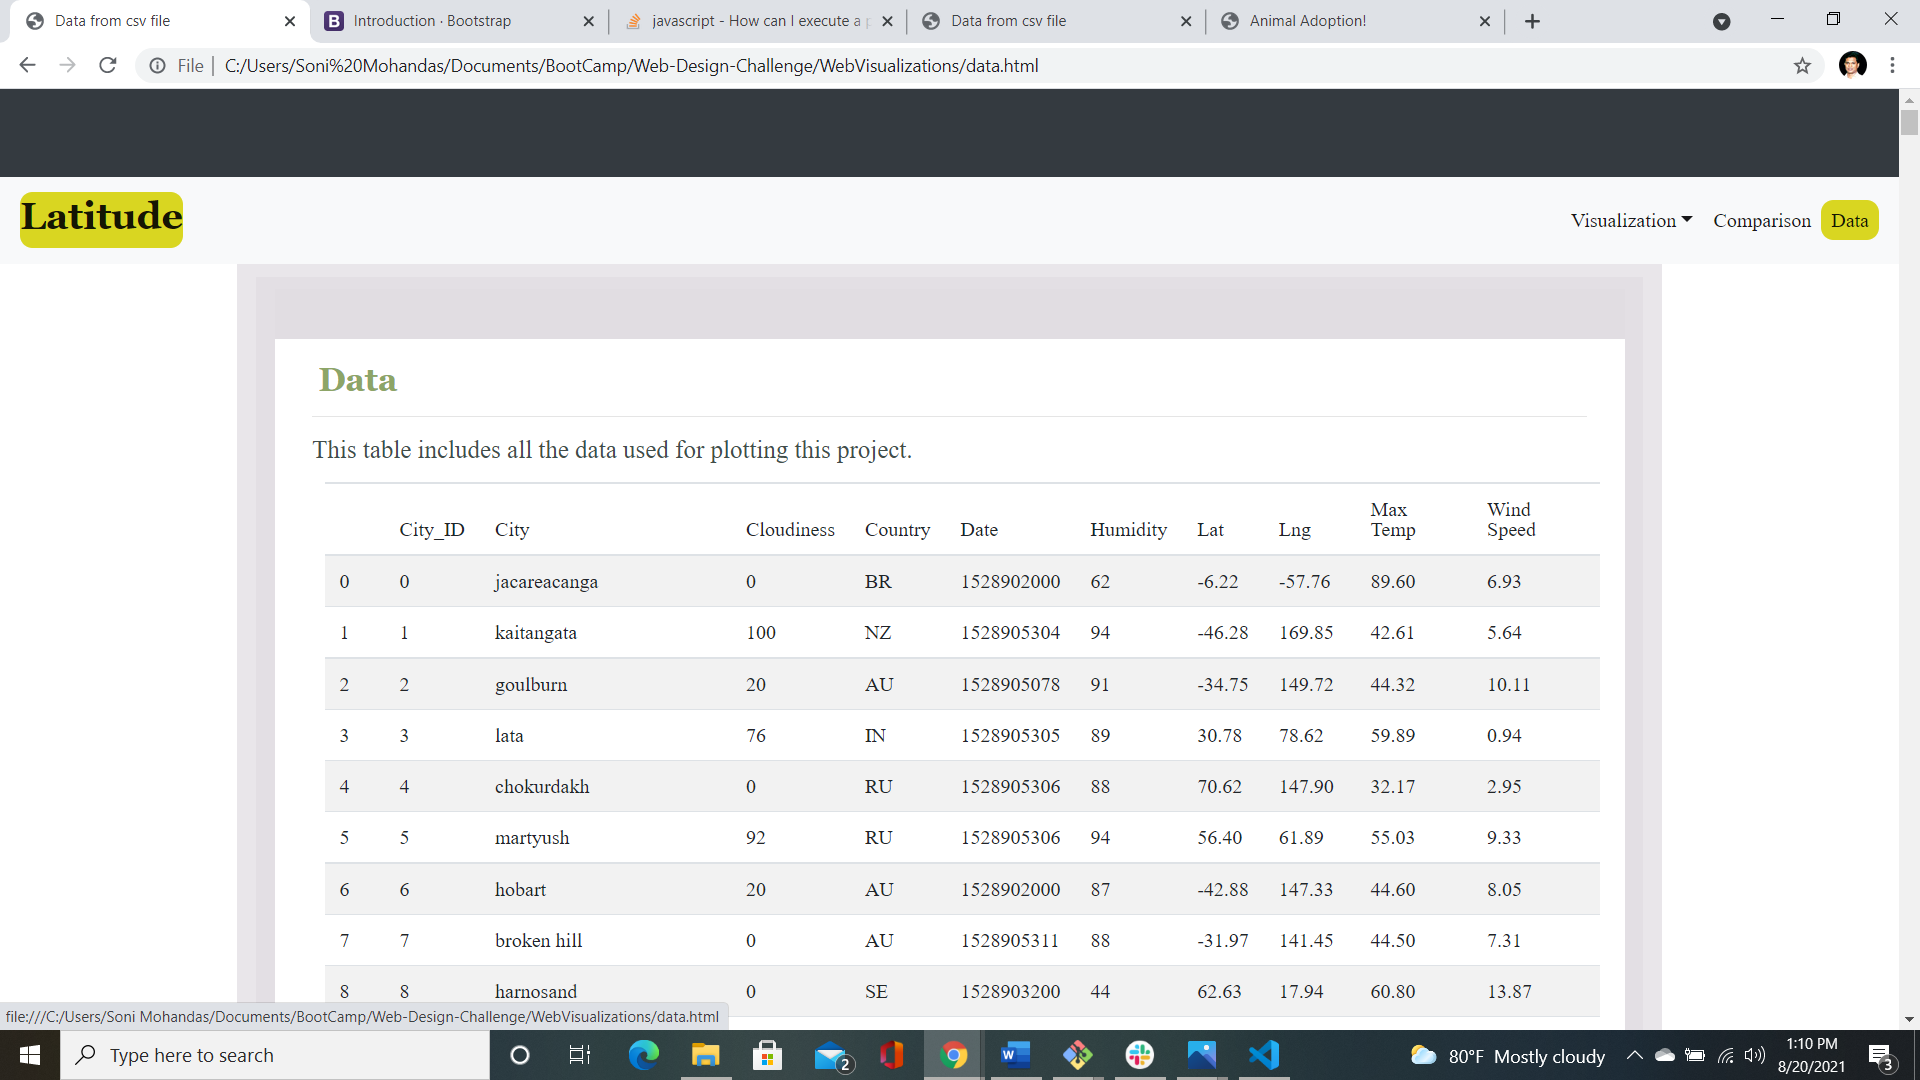 Data from csv file
Introduction · Bootstrap
javascript - How can I execute a
Data from csv file
Animal Adoption!
File
C:/Users/Soni%20Mohandas/Documents/BootCamp/Web-Design-Challenge/WebVisualizations/data.html
Latitude
Visualization Comparison Data
Data
This table includes all the data used for plotting this project.
City_ID City Cloudiness Country Date Humidity Lat Lng Max Temp Wind Speed
0 0 jacareacanga 0 BR 1528902000 62 -6.22 -57.76 89.60 6.93
1 1 kaitangata 100 NZ 1528905304 94 -46.28 169.85 42.61 5.64
2 2 goulburn 20 AU 1528905078 91 -34.75 149.72 44.32 10.11
3 3 lata 76 IN 1528905305 89 30.78 78.62 59.89 0.94
4 4 chokurdakh 0 RU 1528905306 88 70.62 147.90 32.17 2.95
5 5 martyush 92 RU 1528905306 94 56.40 61.89 55.03 9.33
6 6 hobart 20 AU 1528902000 87 -42.88 147.33 44.60 8.05
7 7 broken hill 0 AU 1528905311 88 -31.97 141.45 44.50 7.31
8 8 harnosand 0 SE 1528903200 44 62.63 17.94 60.80 13.87
file:///C:/Users/Soni Mohandas/Documents/BootCamp/Web-Design-Challenge/WebVisualizations/data.html
Type here to search
2
80°F Mostly cloudy
1:10 PM
8/20/2021
3